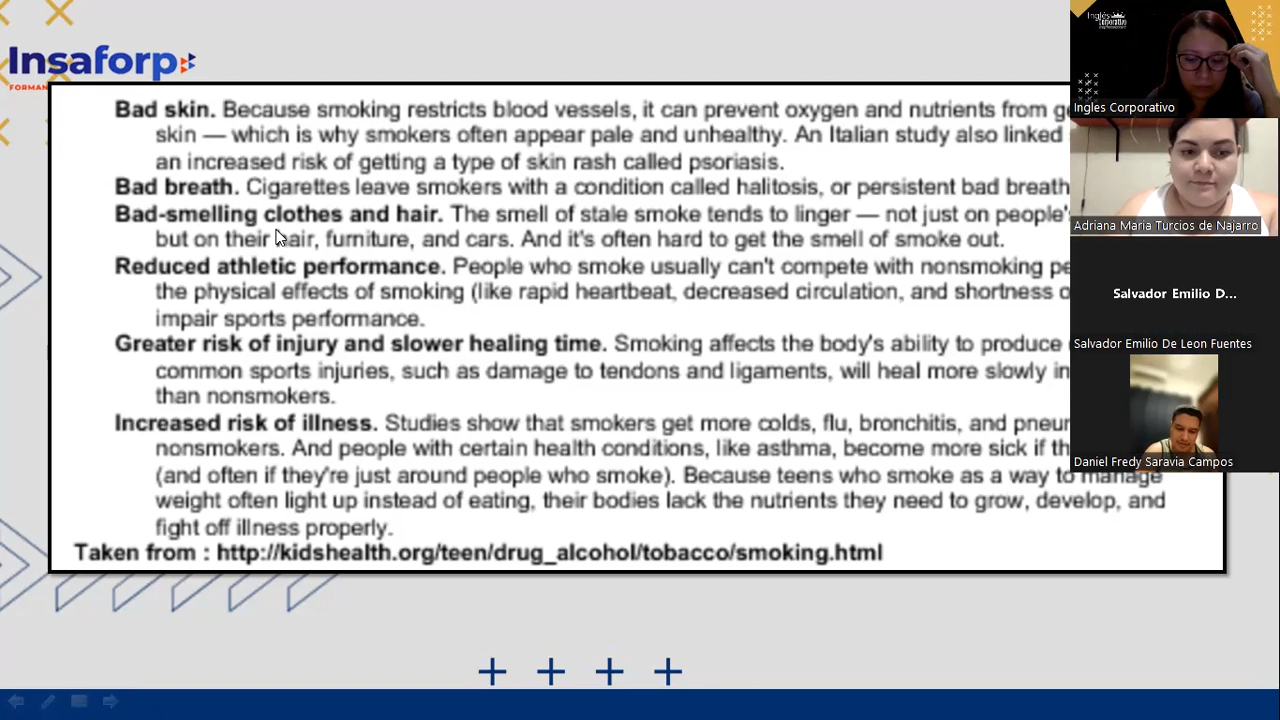 Insaforp
FORMAN
Bad skin. Because smoking restricts blood vessels, it can prevent oxygen and nutrients from
skin — which is why smokers often appear pale and unhealthy. An Italian study also linked
an increased risk of getting a type of skin rash called psoriasis.
Bad breath. Cigarettes leave smokers with a condition called halitosis, or persistent bad breath
Bad-smelling clothes and hair. The smell of stale smoke tends to linger — not just on people's
but on their hair, furniture, and cars. And it's often hard to get the smell of smoke out.
Reduced athletic performance. People who smoke usually can't compete with nonsmoking
the physical effects of smoking (like rapid heartbeat, decreased circulation, and shortness
impair sports performance.
Greater risk of injury and slower healing time. Smoking affects the body's ability to produce
common sports injuries, such as damage to tendons and ligaments, will heal more slowly in
than nonsmokers.
Increased risk of illness. Studies show that smokers get more colds, flu, bronchitis, and
nonsmokers. And people with certain health conditions, like asthma, become more sick if
(and often if they're just around people who smoke). Because teens who smoke as a way to manage
weight often light up instead of eating, their bodies lack the nutrients they need to grow, develop, and
fight off illness properly.
Taken from : http://kidshealth.org/teen/drug_alcohol/tobacco/smoking.html
Inglés
Corporativo
Ingles Corporativo
Adriana Maria Turcios de Najarro
Salvador Emilio D...
Salvador Emilio De Leon Fuentes
Daniel Fredy Saravia Campos